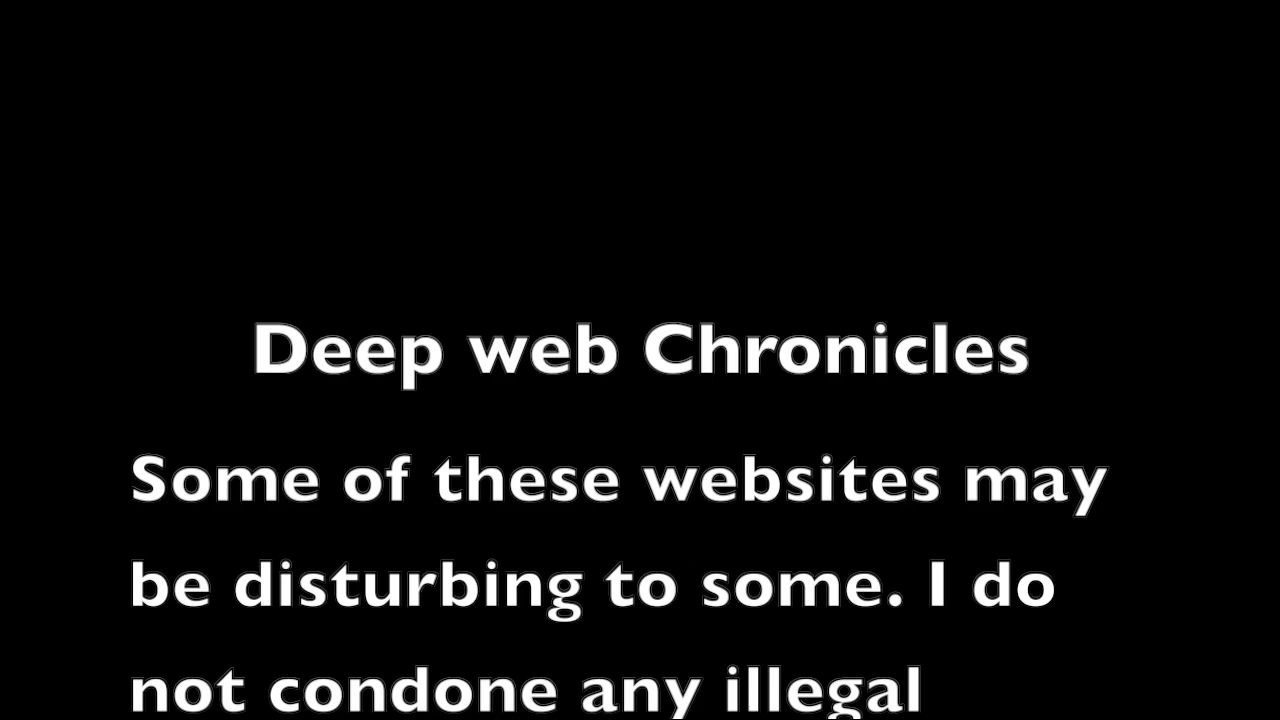 Deep web Chronicles
Some of these websites may
be disturbing to some. I do
not condone any illegal